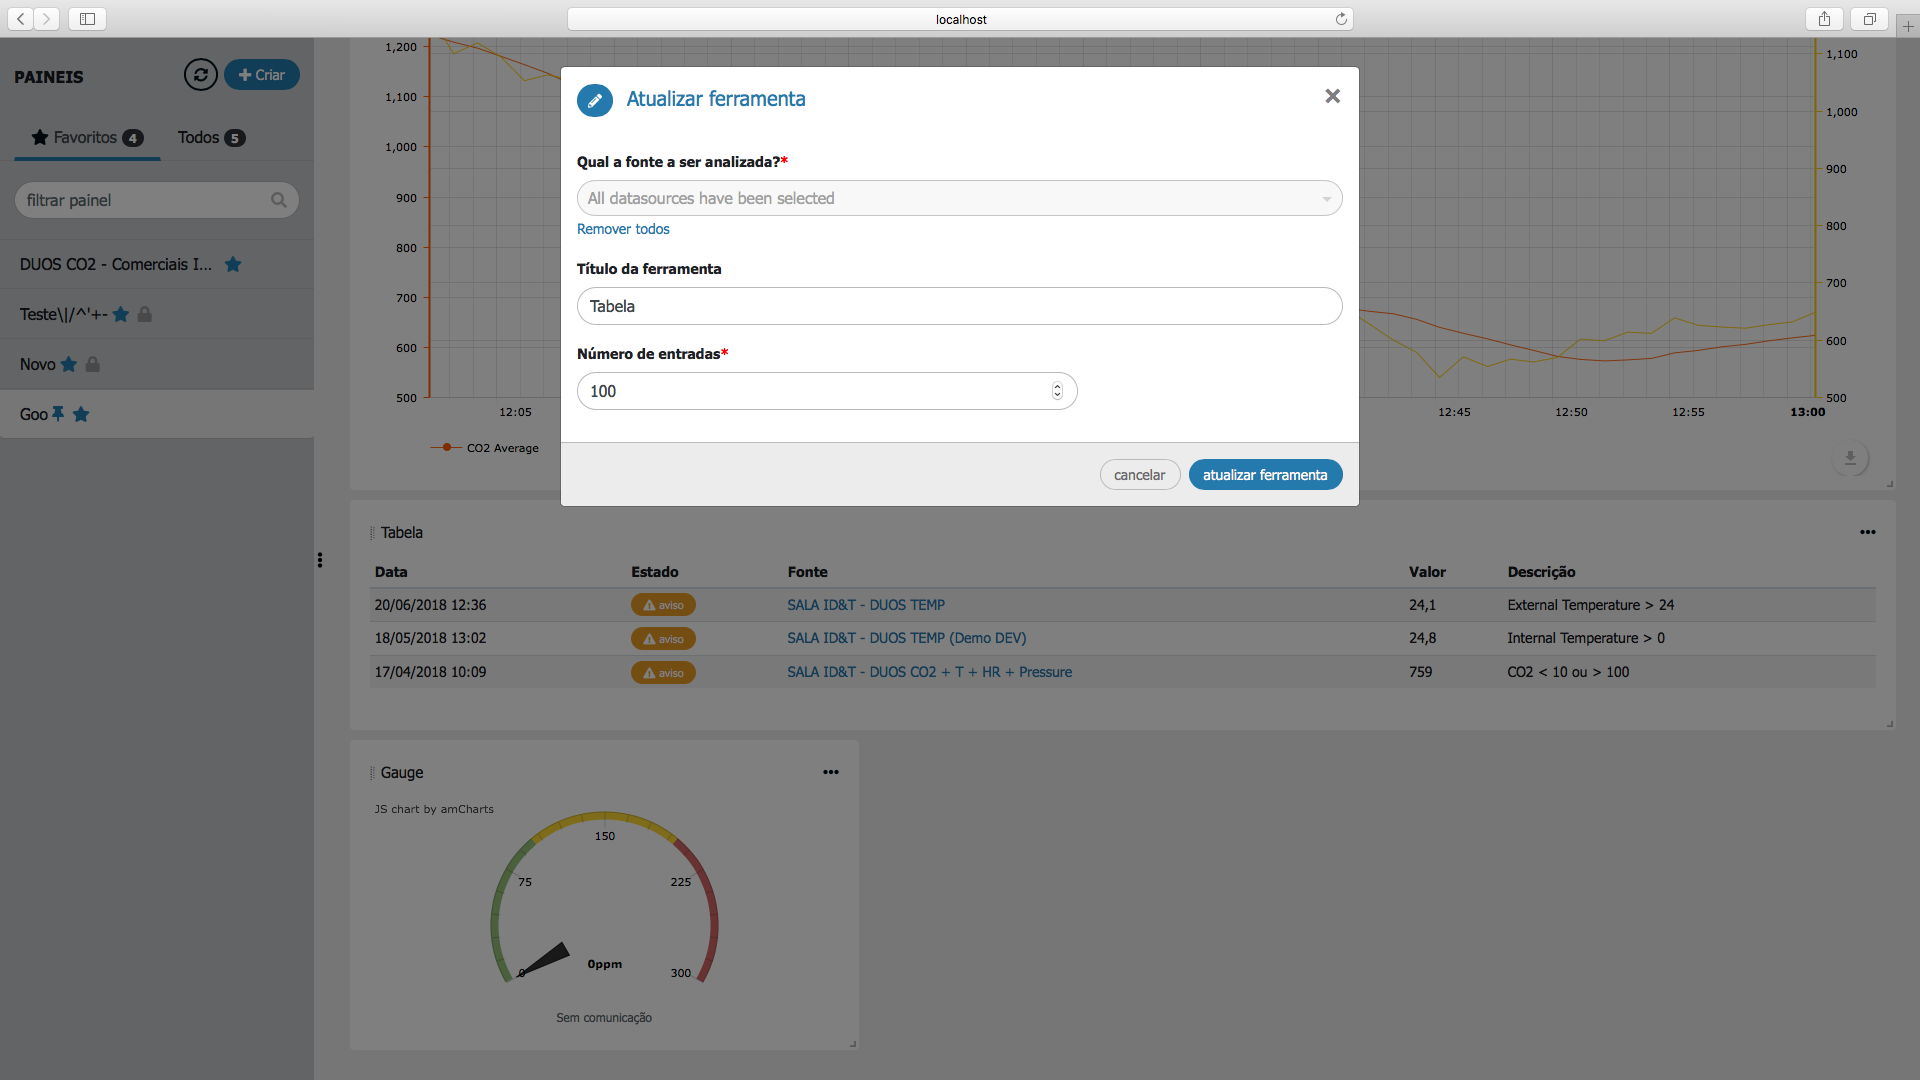 localhost
PAINEIS
Criar
Favoritos 4
Todos 5
filtrar painel
DUOS CO2 - Comerciais I...
Teste\|/^'+-
Novo
Goo
1,200
1,100
1,000
900
800
700
600
500
12:05
CO2 Average
1,100
1,000
900
800
700
600
500
12:45
12:50
12:55
13:00
Atualizar ferramenta
Qual a fonte a ser analizada?*
All datasources have been selected
Remover todos
Título da ferramenta
Tabela
Número de entradas*
100
cancelar
atualizar ferramenta
Tabela
Data Estado Fonte Valor Descrição
20/06/2018 12:36 aviso SALA ID&T - DUOS TEMP 24,1 External Temperature > 24
18/05/2018 13:02 aviso SALA ID&T - DUOS TEMP (Demo DEV) 24,8 Internal Temperature > 0
17/04/2018 10:09 aviso SALA ID&T - DUOS CO2 + T + HR + Pressure 759 CO2 < 10 ou > 100
Gauge
JS chart by amCharts
150
75
225
0
0ppm
300
Sem comunicação